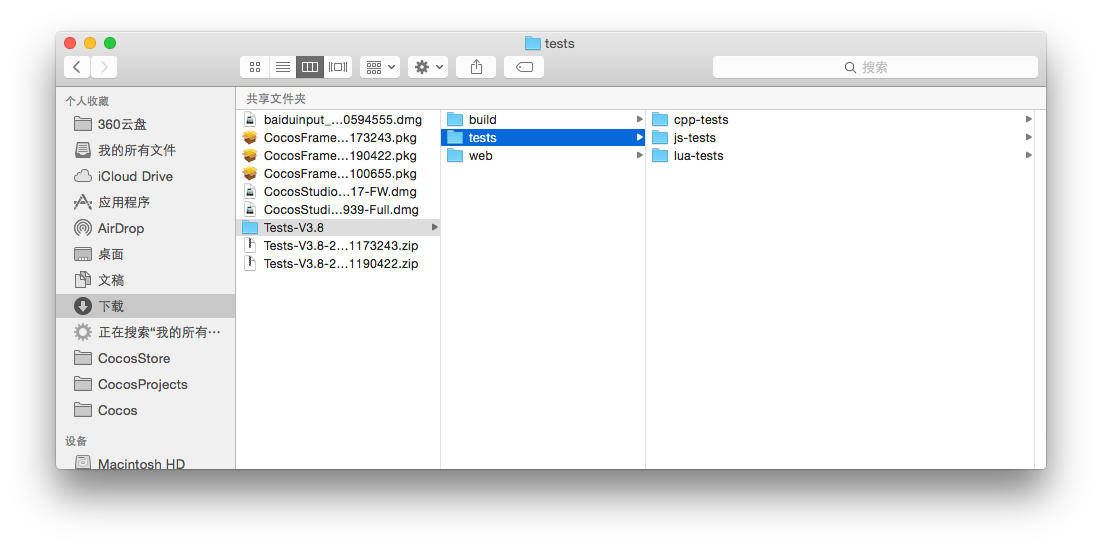 tests
搜索
个人收藏
360云盘
我的所有文件
iCloud Drive
应用程序
AirDrop
桌面
文稿
下载
正在搜索“我的所有…
CocosStore
CocosProjects
Cocos
设备
Macintosh HD
共享文件夹
baiduinput_...0594555.dmg
CocosFrame...173243.pkg
CocosFrame...190422.pkg
CocosFrame...100655.pkg
CocosStudio...17-FW.dmg
CocosStudi...939-Full.dmg
Tests-V3.8
Tests-V3.8-2...1173243.zip
Tests-V3.8-2...1190422.zip
build
tests
web
cpp-tests
js-tests
lua-tests